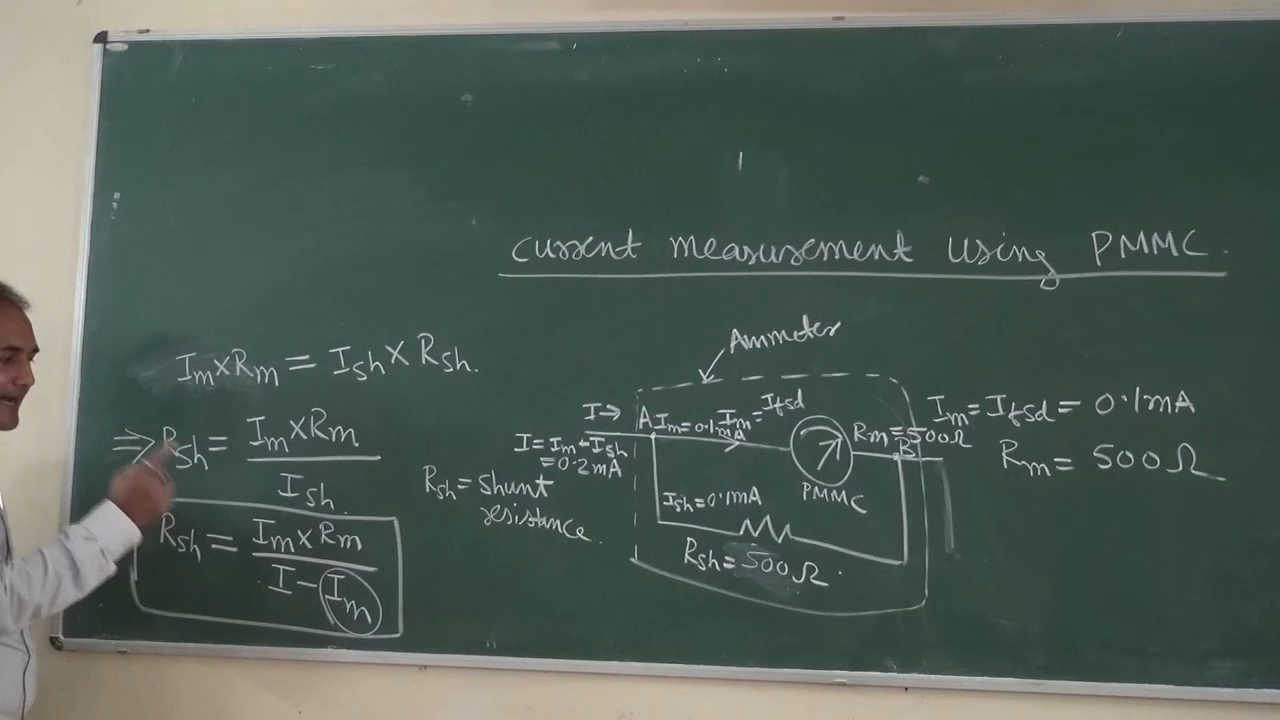 current measurement using PMMC.
Im×Rm = Ish × Rsh.
⇒ Rsh = Im×Rm / Ish.
Rsh = Im×Rm / I-Im
Ammeter
I→
A
Im=0.1mA
Im=Ifsd
I=Im+Ish
=0.2mA
Rm=500Ω
B
PMMC
Rsh= shunt
resistance.
Ish=0.1mA
Rsh=500Ω.
Im=Ifsd= 0.1mA
Rm= 500Ω